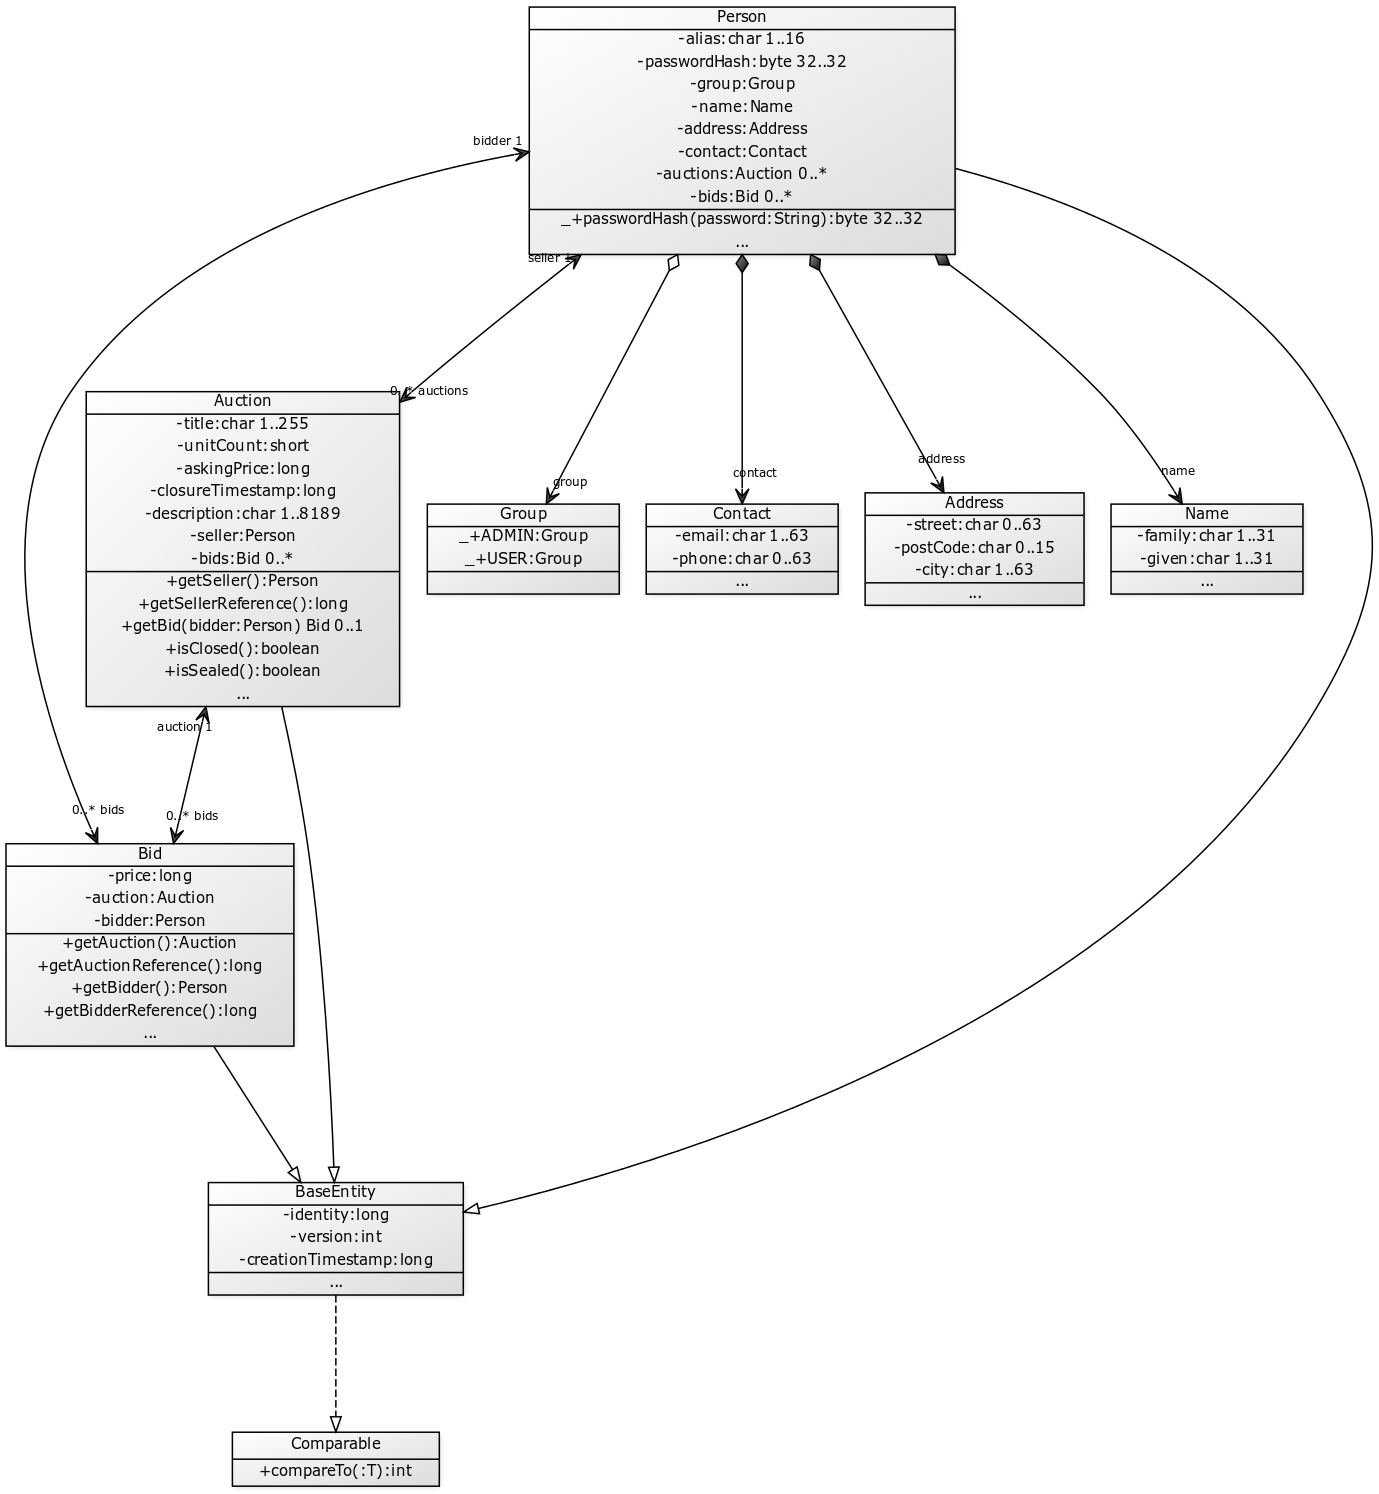 Person
-alias:char 1..16
-passwordHash:byte 32..32
-group:Group
-name:Name
-address:Address
-contact:Contact
-auctions:Auction 0..*
-bids:Bid 0..*
_+passwordHash(password:String):byte 32..32
...
bidder 1
seller 1
0..* auctions
Auction
-title:char 1..255
-unitCount:short
-askingPrice:long
-closureTimestamp:long
-description:char 1..8189
-seller:Person
-bids:Bid 0..*
+getSeller():Person
+getSellerReference():long
+getBid(bidder:Person) Bid 0..1
+isClosed():boolean
+isSealed():boolean
...
group
Group
_+ADMIN:Group
_+USER:Group
contact
Contact
-email:char 1..63
-phone:char 0..63
...
address
Address
-street:char 0..63
-postCode:char 0..15
-city:char 1..63
...
name
Name
-family:char 1..31
-given:char 1..31
...
auction 1
0..* bids
0..* bids
Bid
-price:long
-auction:Auction
-bidder:Person
+getAuction():Auction
+getAuctionReference():long
+getBidder():Person
+getBidderReference():long
...
BaseEntity
-identity:long
-version:int
-creationTimestamp:long
...
Comparable
+compareTo(:T):int